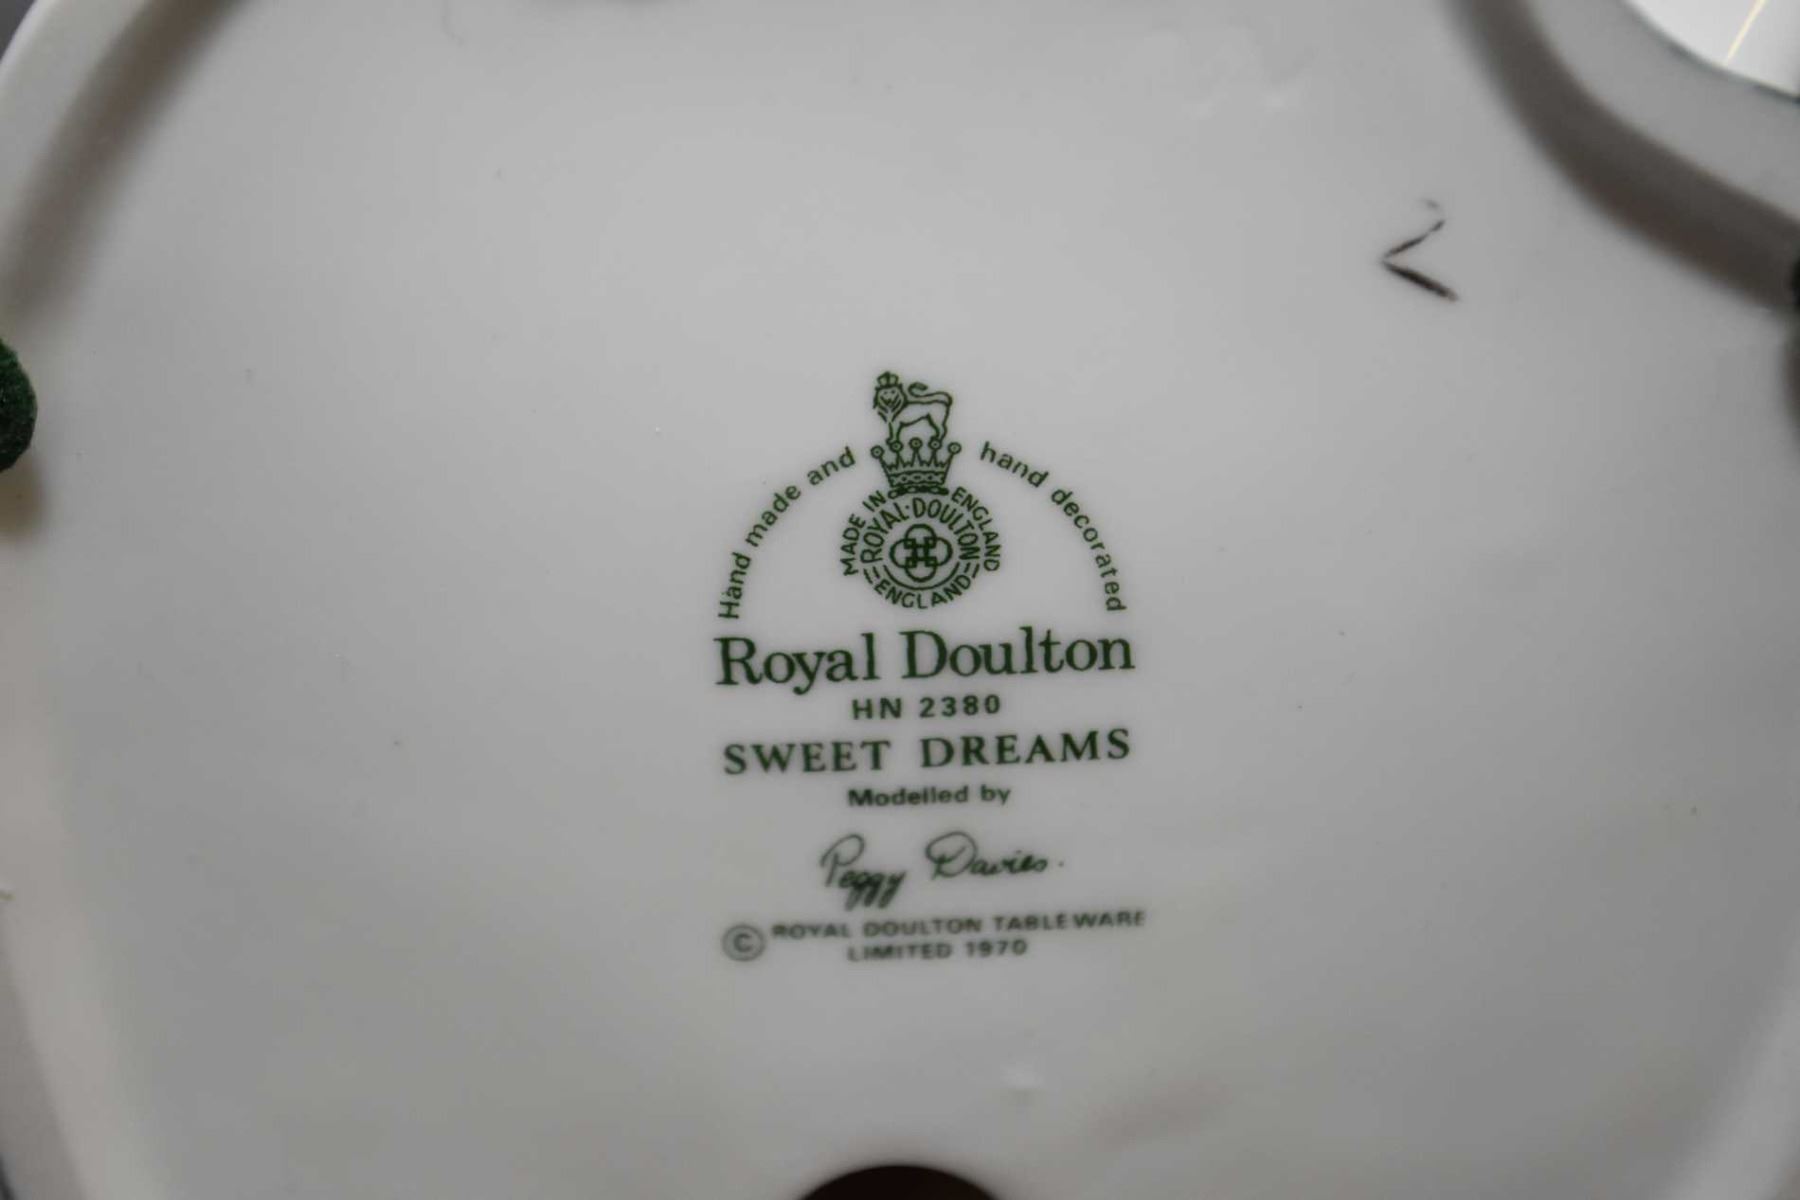 Hand made and hand decorated
MADE IN ENGLAND
ROYAL·DOULTON
ENGLAND
Royal Doulton
HN 2380
SWEET DREAMS
Modelled by
Peggy Davies.
© ROYAL DOULTON TABLEWARE
LIMITED 1970